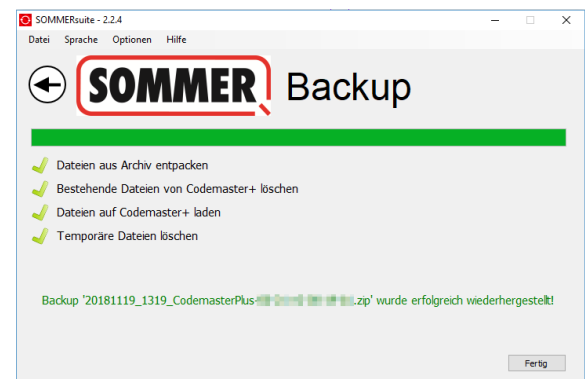 SOMMERsuite - 2.2.4
Datei Sprache Optionen Hilfe
SOMMER Backup
Dateien aus Archiv entpacken
Bestehende Dateien von Codemaster+ löschen
Dateien auf Codemaster+ laden
Temporäre Dateien löschen
Backup '20181119_1319_CodemasterPlus- .zip' wurde erfolgreich wiederhergestellt!
Fertig